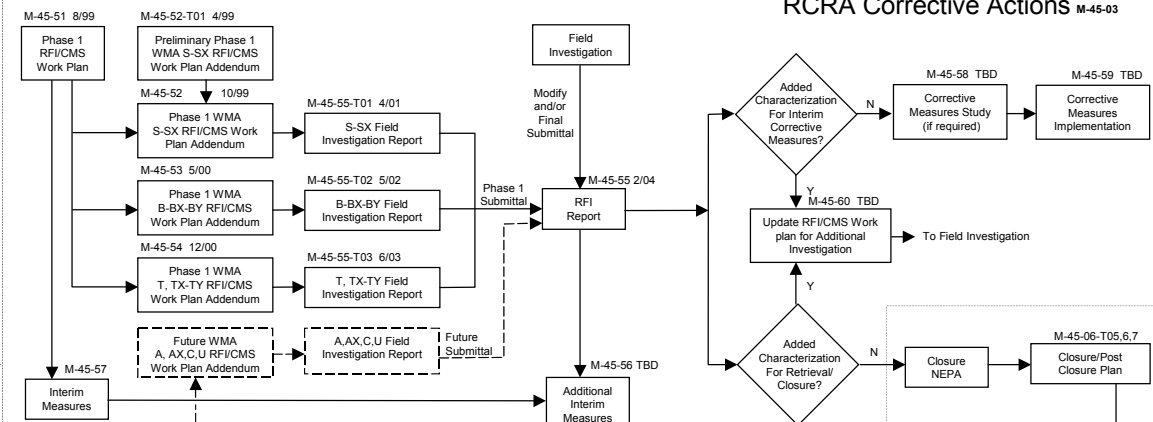 RCRA Corrective Actions M-45-03
M-45-51 8/99
Phase 1
RFI/CMS
Work Plan
M-45-52-T01 4/99
Preliminary Phase 1
WMA S-SX RFI/CMS
Work Plan Addendum
M-45-52 10/99
Phase 1 WMA
S-SX RFI/CMS Work
Plan Addendum
M-45-53 5/00
Phase 1 WMA
B-BX-BY RFI/CMS
Work Plan Addendum
M-45-54 12/00
Phase 1 WMA
T, TX-TY RFI/CMS
Work Plan Addendum
Future WMA
A, AX,C,U RFI/CMS
Work Plan Addendum
M-45-57
Interim
Measures
M-45-55-T01 4/01
S-SX Field
Investigation Report
M-45-55-T02 5/02
B-BX-BY Field
Investigation Report
M-45-55-T03 6/03
T, TX-TY Field
Investigation Report
A,AX,C,U Field
Investigation Report
Phase 1
Submittal
Future
Submittal
Field
Investigation
Modify
and/or
Final
Submittal
M-45-55 2/04
RFI
Report
M-45-56 TBD
Additional
Interim
Measures
Added
Characterization
For Interim
Corrective
Measures?
N
Y
M-45-58 TBD
Corrective
Measures Study
(if required)
M-45-59 TBD
Corrective
Measures
Implementation
M-45-60 TBD
Update RFI/CMS Work
plan for Additional
Investigation
To Field Investigation
Y
Added
Characterization
For Retrieval/
Closure?
N
Closure
NEPA
M-45-06-T05,6,7
Closure/Post
Closure Plan